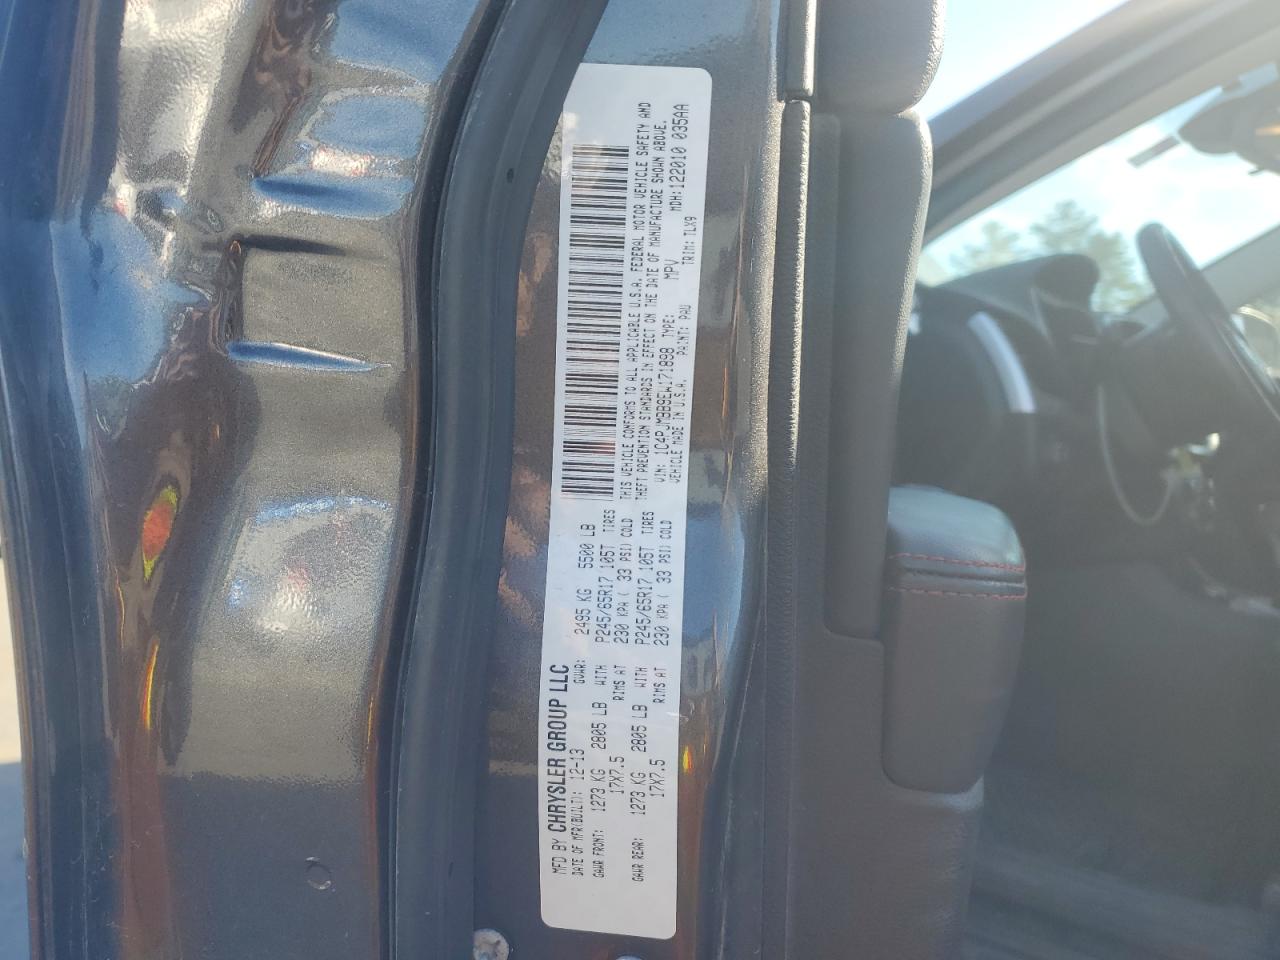 MFD BY CHRYSLER GROUP LLC
DATE OF MFR(BUILT): 12-13 GVWR: 2495 KG 5500 LB
GAWR FRONT: 1273 KG 2805 LB WITH P245/65R17 105T TIRES
17X7.5 RIMS AT 230 KPA ( 33 PSI) COLD
GAWR REAR: 1273 KG 2805 LB WITH P245/65R17 105T TIRES
17X7.5 RIMS AT 230 KPA ( 33 PSI) COLD
THIS VEHICLE CONFORMS TO ALL APPLICABLE U.S.A. FEDERAL MOTOR VEHICLE SAFETY AND
THEFT PREVENTION STANDARDS IN EFFECT ON THE DATE OF MANUFACTURE SHOWN ABOVE.
VIN: 1C4PJMBB9EW171898 TYPE: MPV MDH:122010 035AA
VEHICLE MADE IN U.S.A. PAINT: PAU TRIM: TLX9